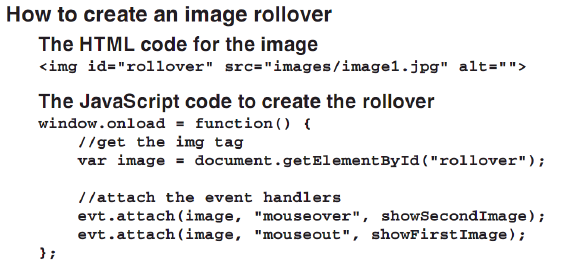 How to create an image rollover
The HTML code for the image
<img id="rollover" src="images/image1.jpg" alt="">
The JavaScript code to create the rollover
window.onload = function() {
//get the img tag
var image = document.getElementById("rollover");
//attach the event handlers
evt.attach(image, "mouseover", showSecondImage);
evt.attach(image, "mouseout", showFirstImage);
};